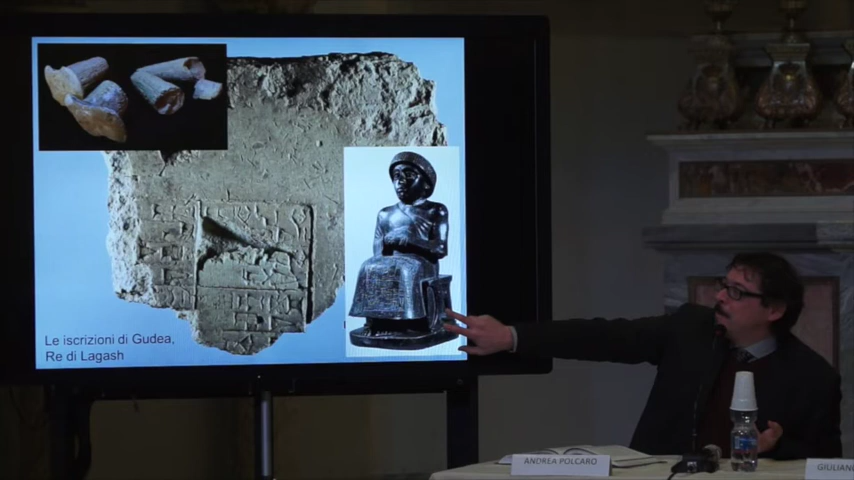 Le iscrizioni di Gudea,
Re di Lagash
ANDREA POLCARO
GIULIAN